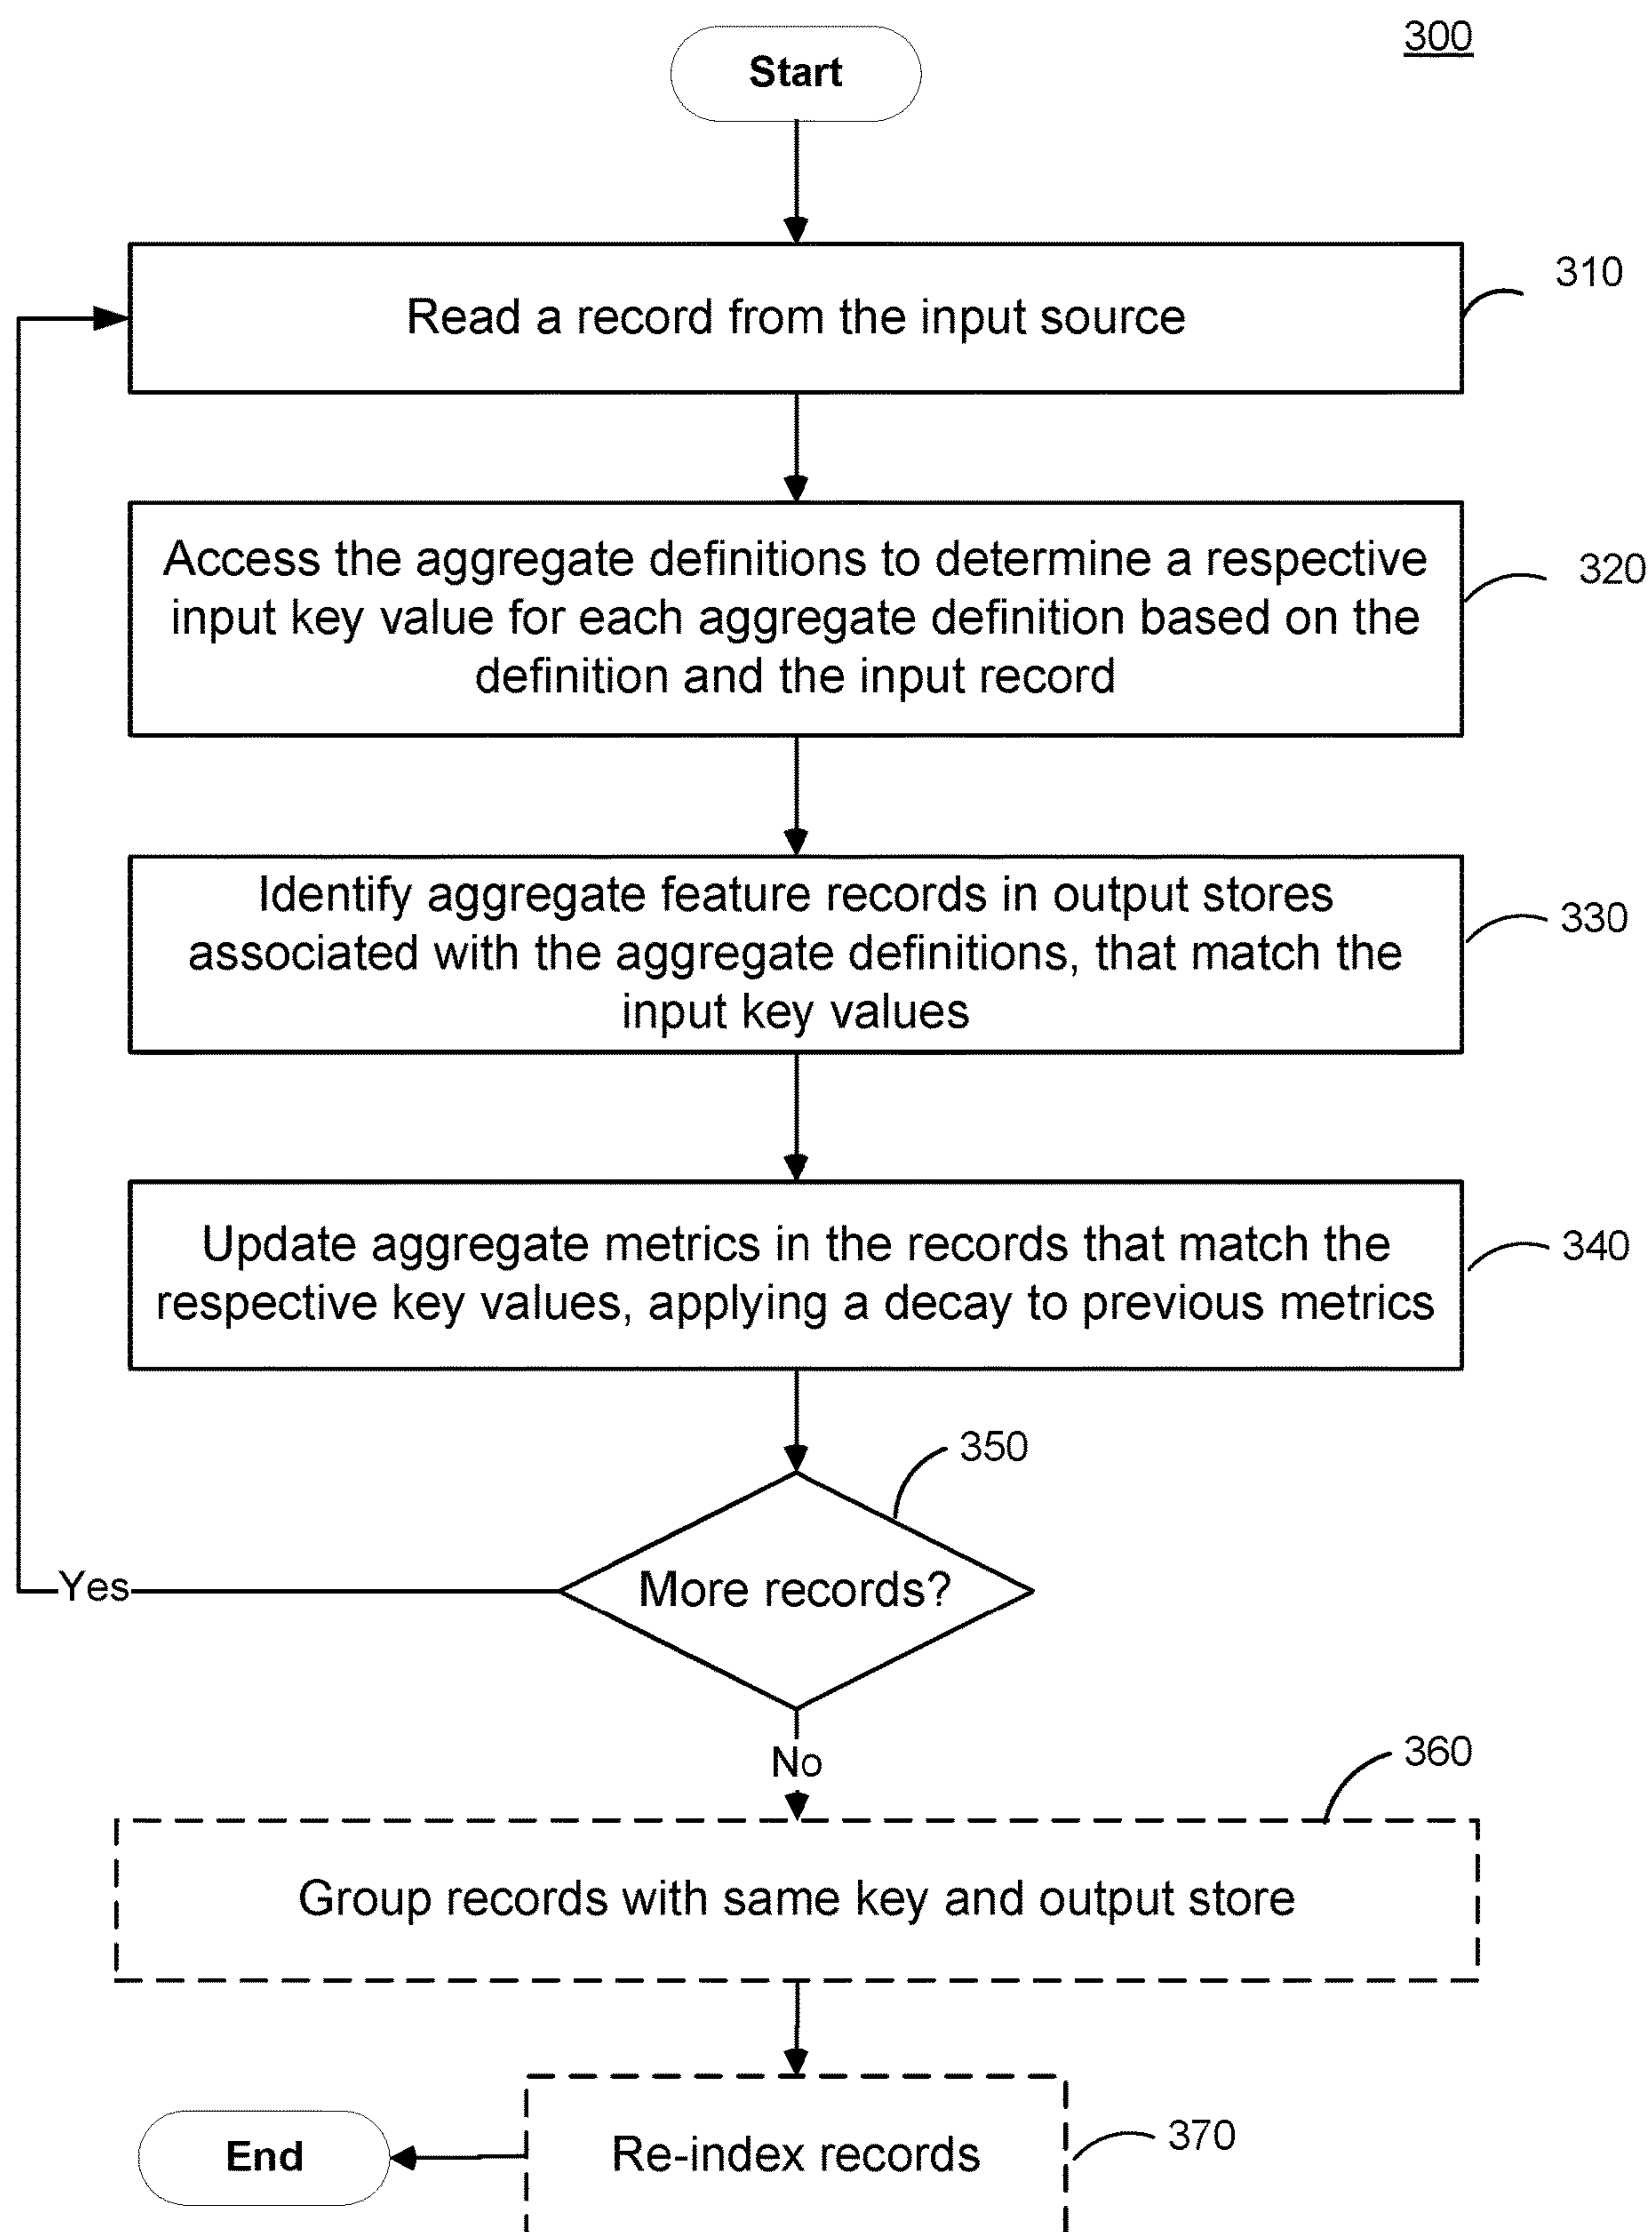 300
Start
310
Read a record from the input source
320
Access the aggregate definitions to determine a respective
input key value for each aggregate definition based on the
definition and the input record
330
Identify aggregate feature records in output stores
associated with the aggregate definitions, that match the
input key values
340
Update aggregate metrics in the records that match the
respective key values, applying a decay to previous metrics
350
More records?
Yes
No
360
Group records with same key and output store
370
Re-index records
End